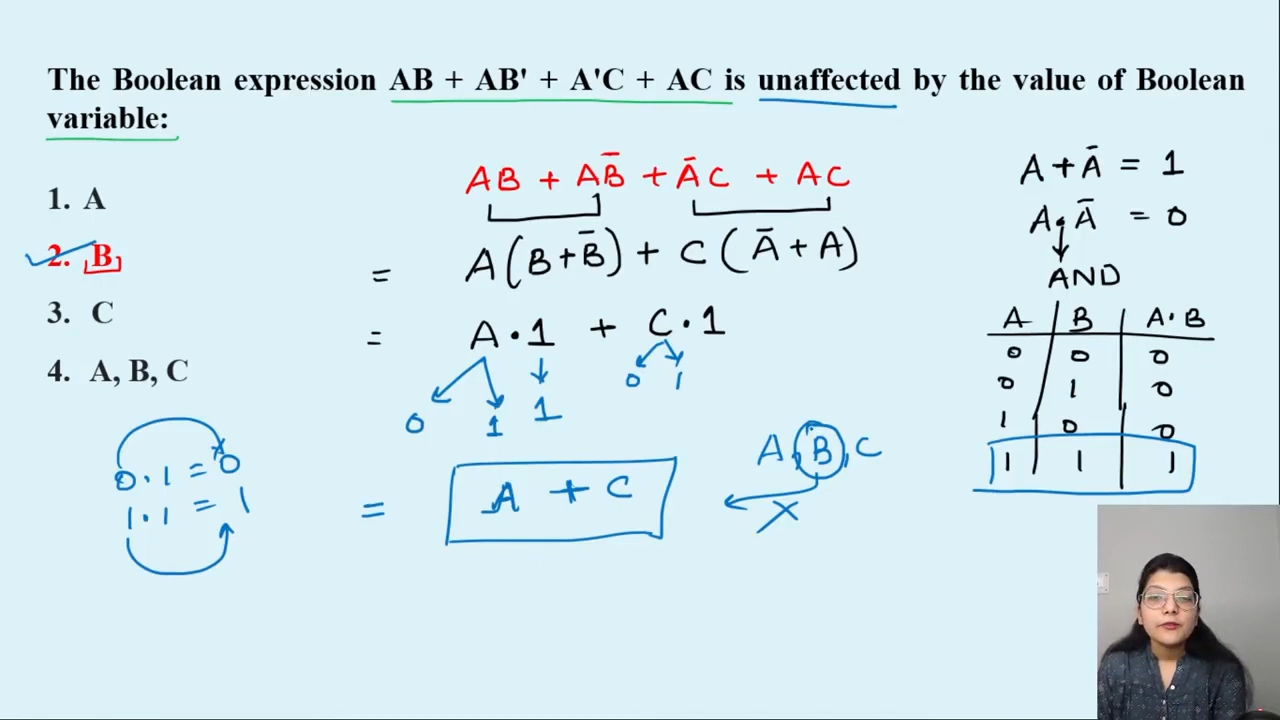 The Boolean expression AB + AB' + A'C + AC is unaffected by the value of Boolean
variable:
1. A
2. B
3. C
4. A, B, C
AB + AB̄ + ĀC + AC
= A(B+B̄) + C(Ā+A)
= A·1 + C·1
0 1 1 0 1
0·1 = 0
1·1 = 1
= A + C
A, B, C
X
A + Ā = 1
A·Ā = 0
AND
A B A·B
0 0 0
0 1 0
1 0 0
1 1 1